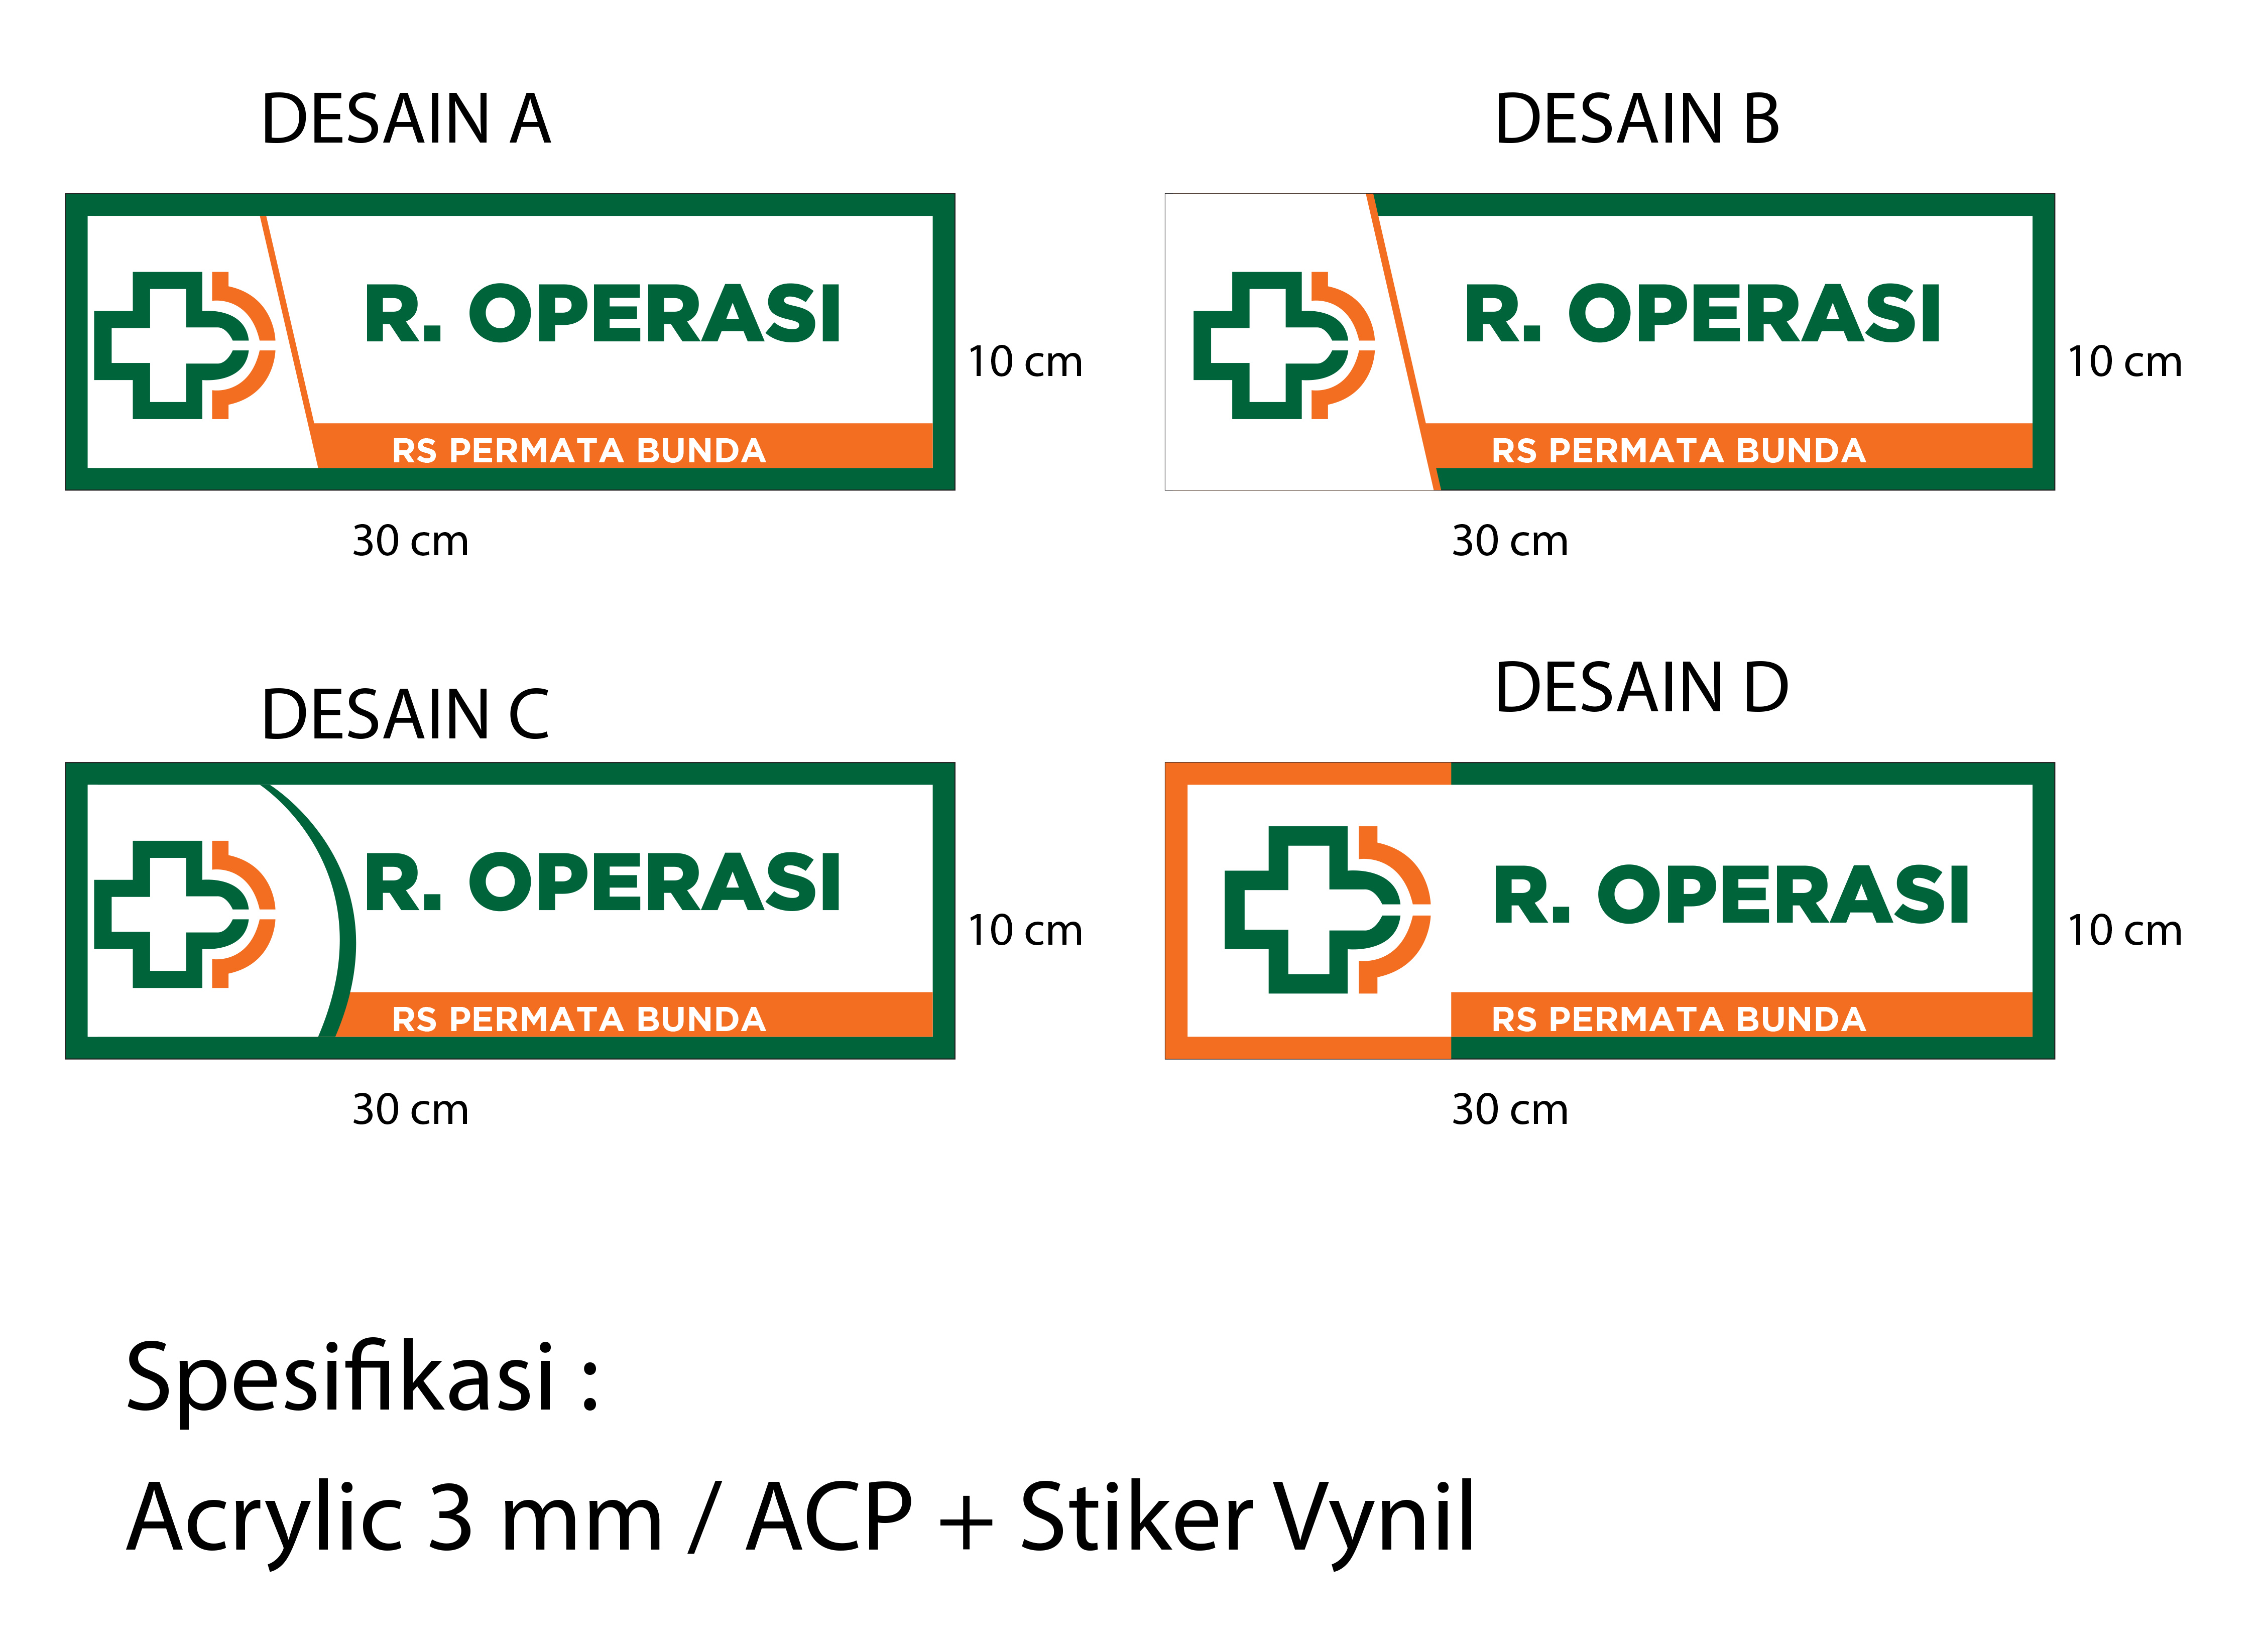 DESAIN A
R. OPERASI
RS PERMATA BUNDA
10 cm
30 cm
DESAIN B
R. OPERASI
RS PERMATA BUNDA
10 cm
30 cm
DESAIN C
R. OPERASI
RS PERMATA BUNDA
10 cm
30 cm
DESAIN D
R. OPERASI
RS PERMATA BUNDA
10 cm
30 cm
Spesifikasi :
Acrylic 3 mm / ACP + Stiker Vynil